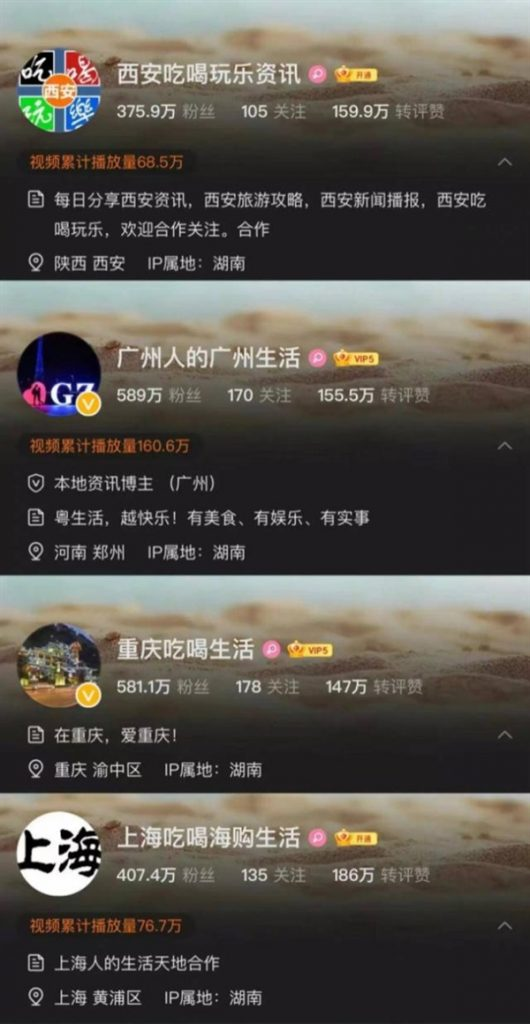 吃喝
西安
玩樂
西安吃喝玩乐资讯 开通
375.9万 粉丝 105 关注 159.9万 转评赞
视频累计播放量68.5万
每日分享西安资讯，西安旅游攻略，西安新闻播报，西安吃
喝玩乐，欢迎合作关注。合作
陕西 西安 IP属地：湖南
GZ
广州人的广州生活 VIP5
589万 粉丝 170 关注 155.5万 转评赞
视频累计播放量160.6万
本地资讯博主 （广州）
粤生活，越快乐！有美食、有娱乐、有实事
河南 郑州 IP属地：湖南
重庆吃喝生活 VIP5
581.1万 粉丝 178 关注 147万 转评赞
在重庆，爱重庆！
重庆 渝中区 IP属地：湖南
上海
上海吃喝海购生活 开通
407.4万 粉丝 135 关注 186万 转评赞
视频累计播放量76.7万
上海人的生活天地合作
上海 黄浦区 IP属地：湖南